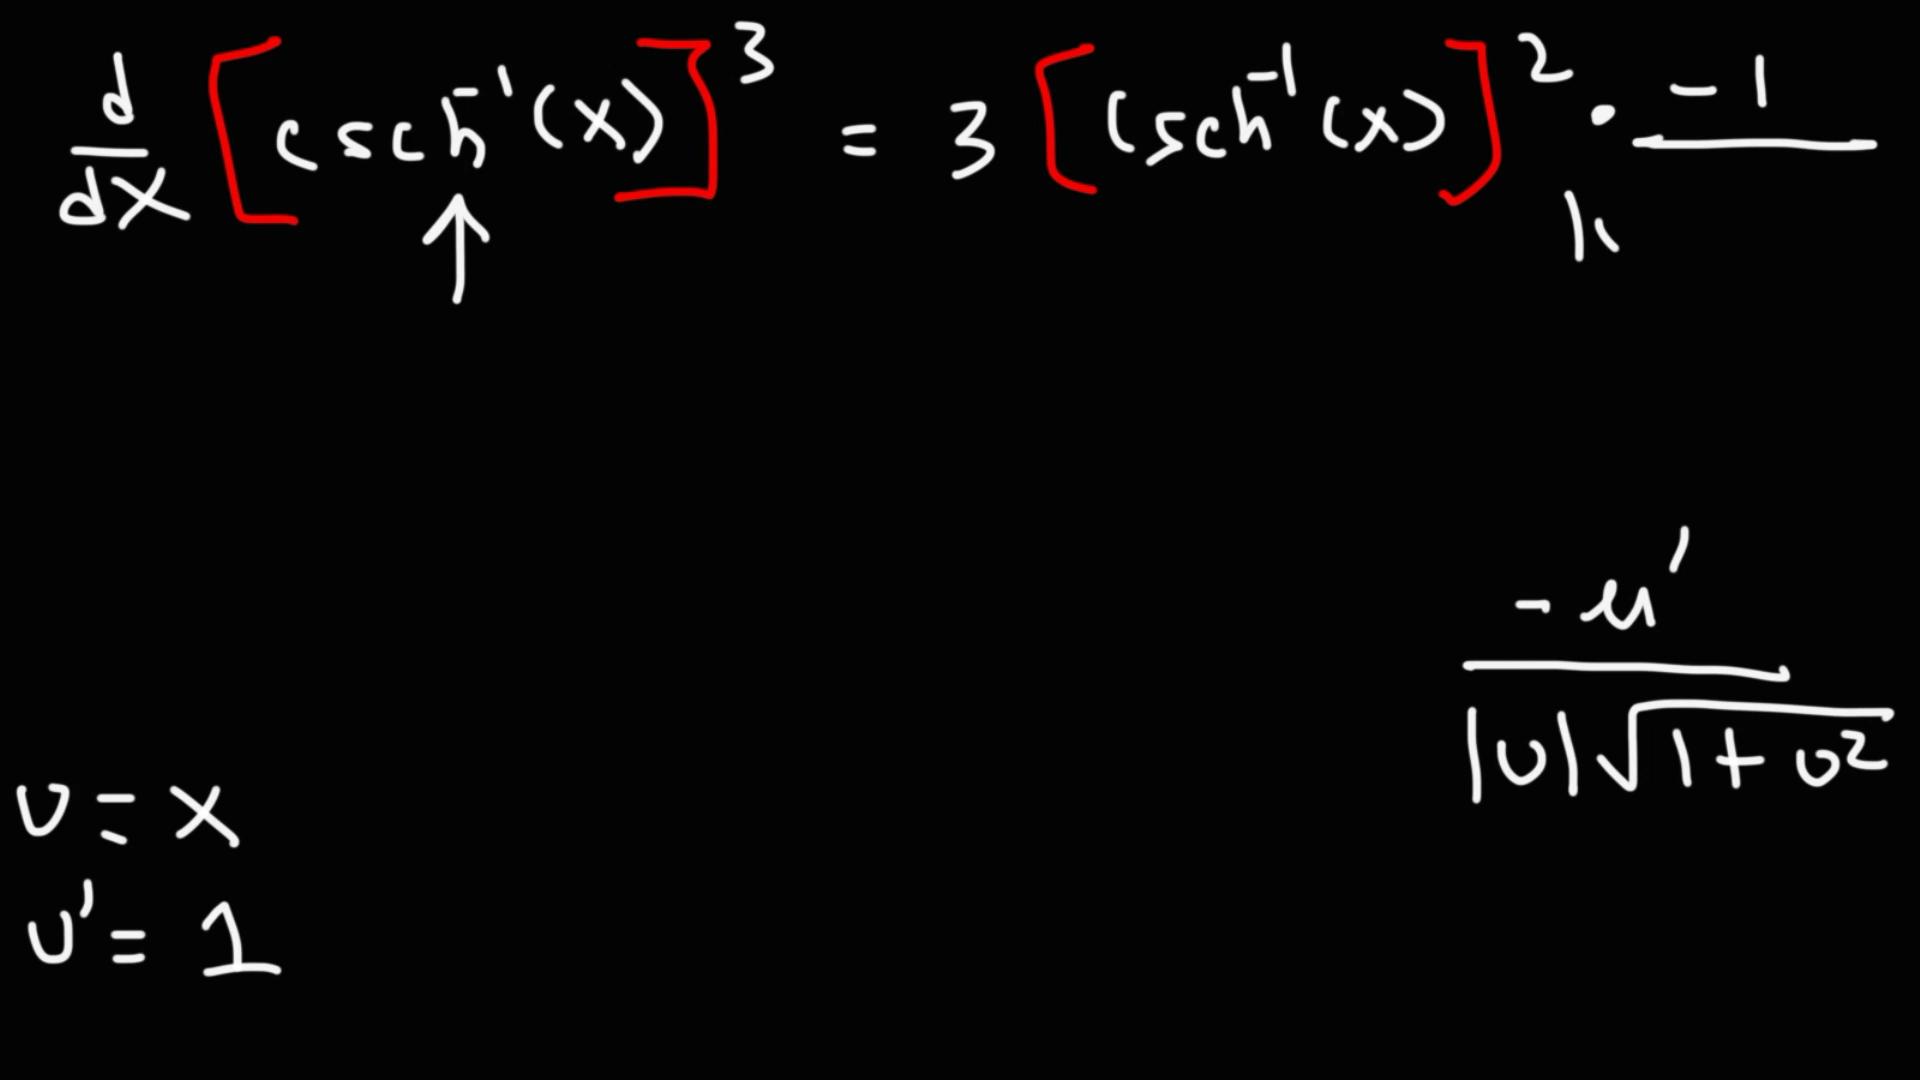 d/dx [csch⁻¹(x)]³ = 3 [csch⁻¹(x)]² · -1/|
-u'/|u|√1+u²
u = x
u' = 1